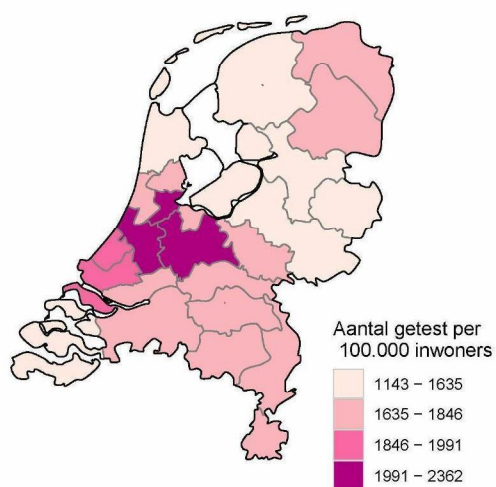 Aantal getest per
100.000 inwoners
1143 – 1635
1635 – 1846
1846 – 1991
1991 – 2362